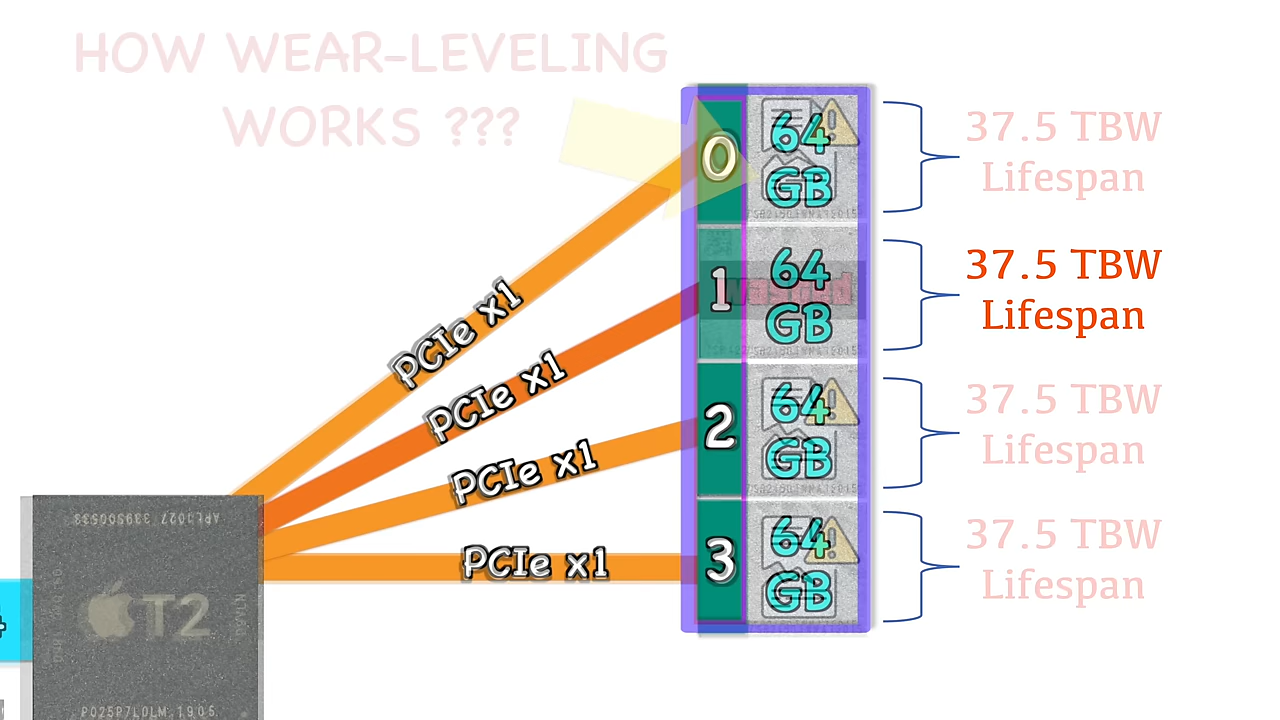 HOW WEAR-LEVELING
WORKS ???
0
64
GB
37.5 TBW
Lifespan
1
64
GB
37.5 TBW
Lifespan
2
64
GB
37.5 TBW
Lifespan
3
64
GB
37.5 TBW
Lifespan
PCIe x1
PCIe x1
PCIe x1
PCIe x1
T2